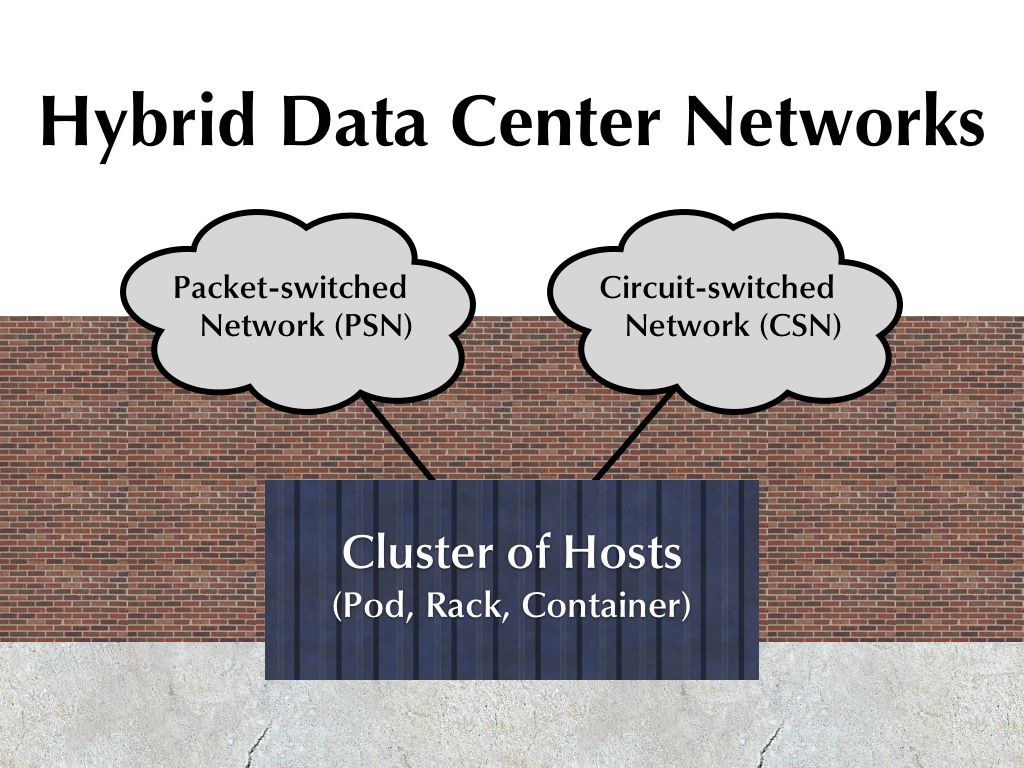 Hybrid Data Center Networks
Packet-switched
Network (PSN)
Circuit-switched
Network (CSN)
Cluster of Hosts
(Pod, Rack, Container)